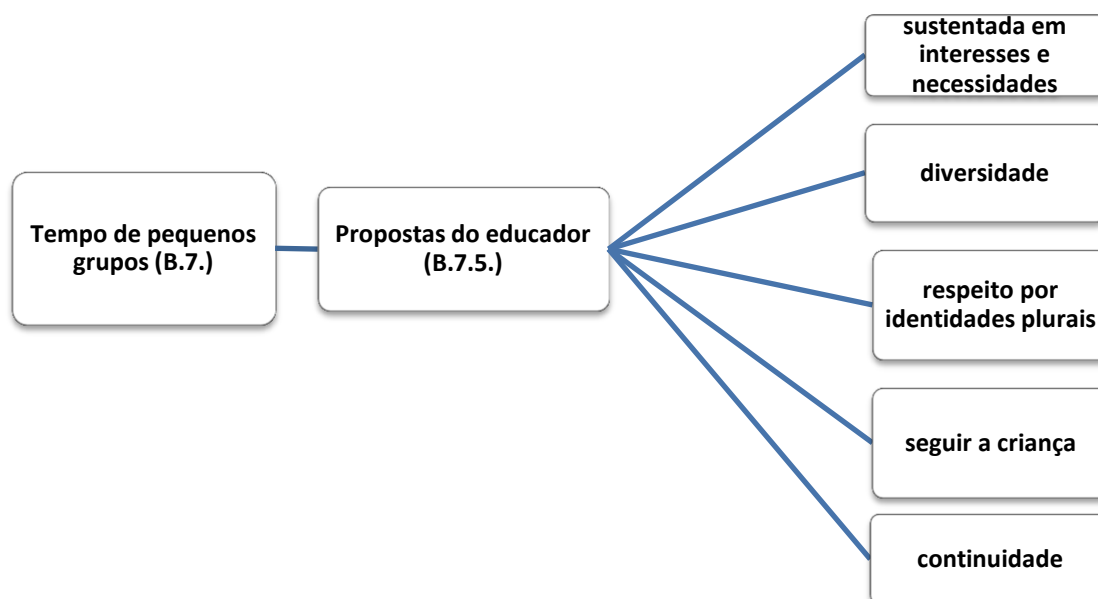 Tempo de pequenos
grupos (B.7.)
Propostas do educador
(B.7.5.)
sustentada em
interesses e
necessidades
diversidade
respeito por
identidades plurais
seguir a criança
continuidade